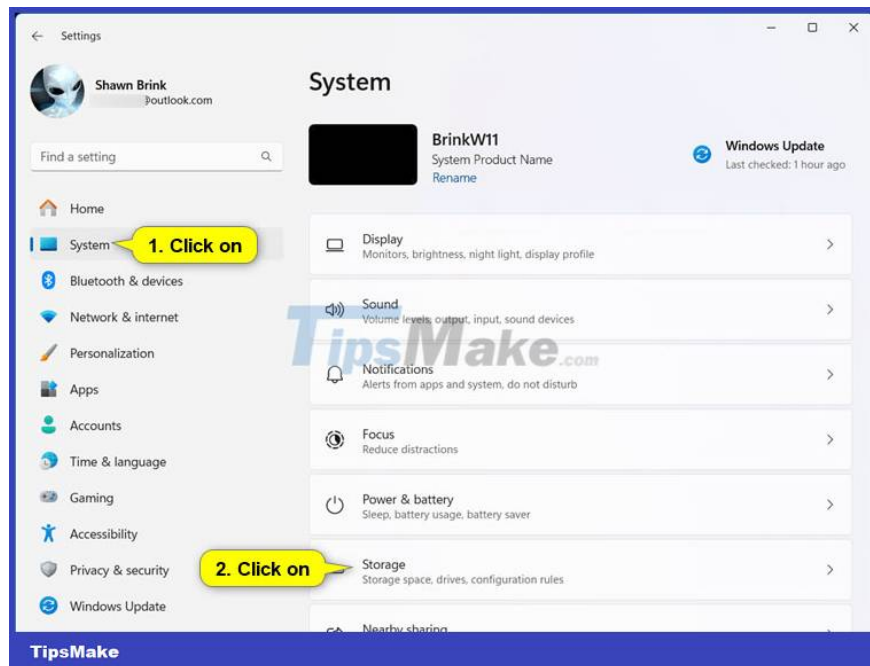 Settings
Shawn Brink
@outlook.com
Find a setting
Home
System
1. Click on
Bluetooth & devices
Network & internet
Personalization
Apps
Accounts
Time & language
Gaming
Accessibility
Privacy & security
Windows Update
System
BrinkW11
System Product Name
Rename
Windows Update
Last checked: 1 hour ago
Display
Monitors, brightness, night light, display profile
Sound
Volume levels, output, input, sound devices
TipsMake.com
Notifications
Alerts from apps and system, do not disturb
Focus
Reduce distractions
Power & battery
Sleep, battery usage, battery saver
2. Click on
Storage
Storage space, drives, configuration rules
Nearby sharing
TipsMake